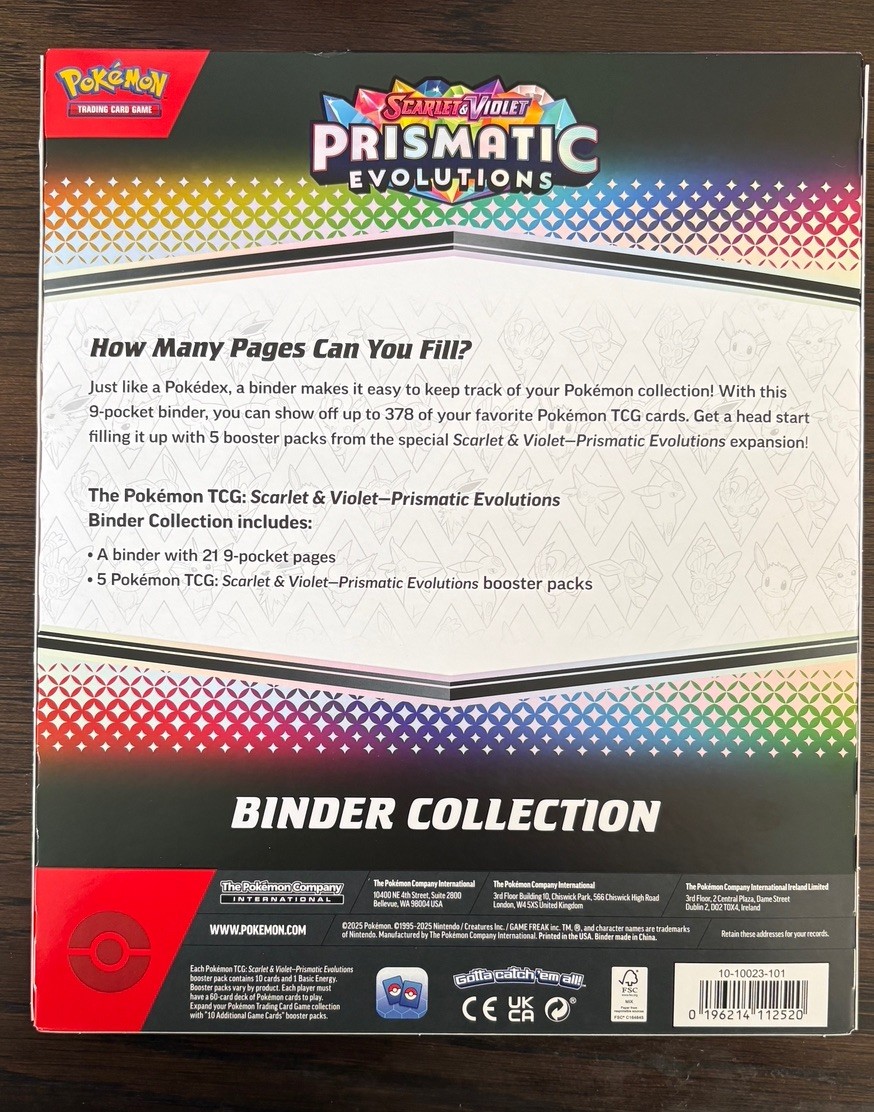 Pokémon
TRADING CARD GAME
SCARLET & VIOLET
PRISMATIC
EVOLUTIONS
How Many Pages Can You Fill?
Just like a Pokédex, a binder makes it easy to keep track of your Pokémon collection! With this
9-pocket binder, you can show off up to 378 of your favorite Pokémon TCG cards. Get a head start
filling it up with 5 booster packs from the special Scarlet & Violet—Prismatic Evolutions expansion!
The Pokémon TCG: Scarlet & Violet—Prismatic Evolutions
Binder Collection includes:
• A binder with 21 9-pocket pages
• 5 Pokémon TCG: Scarlet & Violet—Prismatic Evolutions booster packs
BINDER COLLECTION
The Pokémon Company
INTERNATIONAL
The Pokémon Company International
10400 NE 4th Street, Suite 2800
Bellevue, WA 98004 USA
The Pokémon Company International
3rd Floor Building 10, Chiswick Park, 566 Chiswick High Road
London, W4 5XS United Kingdom
The Pokémon Company International Ireland Limited
3rd Floor, 2 Central Plaza, Dame Street
Dublin 2, D02 T0X4, Ireland
WWW.POKEMON.COM
©2025 Pokémon. ©1995-2025 Nintendo / Creatures Inc. / GAME FREAK inc. TM, ®, and character names are trademarks
of Nintendo. Manufactured by The Pokémon Company International. Printed in the USA. Binder made in China.
Retain these addresses for your records.
Each Pokémon TCG: Scarlet & Violet—Prismatic Evolutions
booster pack contains 10 cards and 1 Basic Energy.
Booster packs vary by product. Each player must
have a 60-card deck of Pokémon cards to play.
Expand your Pokémon Trading Card Game collection
with "10 Additional Game Cards" booster packs.
Gotta catch 'em all!
CE
UK
CA
FSC
MIX
10-10023-101
0 196214 112520